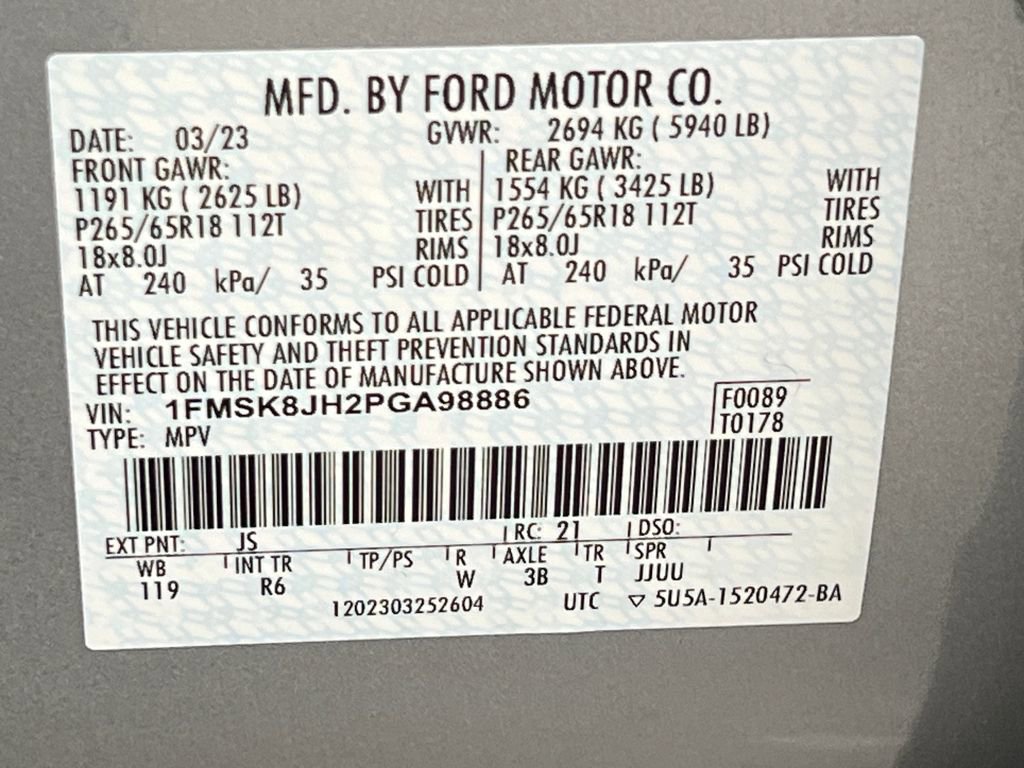 MFD. BY FORD MOTOR CO.
DATE: 03/23 GVWR: 2694 KG ( 5940 LB)
FRONT GAWR: REAR GAWR:
1191 KG ( 2625 LB) WITH 1554 KG ( 3425 LB) WITH
P265/65R18 112T TIRES P265/65R18 112T TIRES
18x8.0J RIMS 18x8.0J RIMS
AT 240 kPa/ 35 PSI COLD AT 240 kPa/ 35 PSI COLD
THIS VEHICLE CONFORMS TO ALL APPLICABLE FEDERAL MOTOR
VEHICLE SAFETY AND THEFT PREVENTION STANDARDS IN
EFFECT ON THE DATE OF MANUFACTURE SHOWN ABOVE.
VIN: 1FMSK8JH2PGA98886 F0089
TYPE: MPV T0178
EXT PNT: JS RC: 21 DSO:
WB INT TR TP/PS R AXLE TR SPR
119 R6 W 3B T JJUU
1202303252604 UTC ▽ 5U5A-1520472-BA